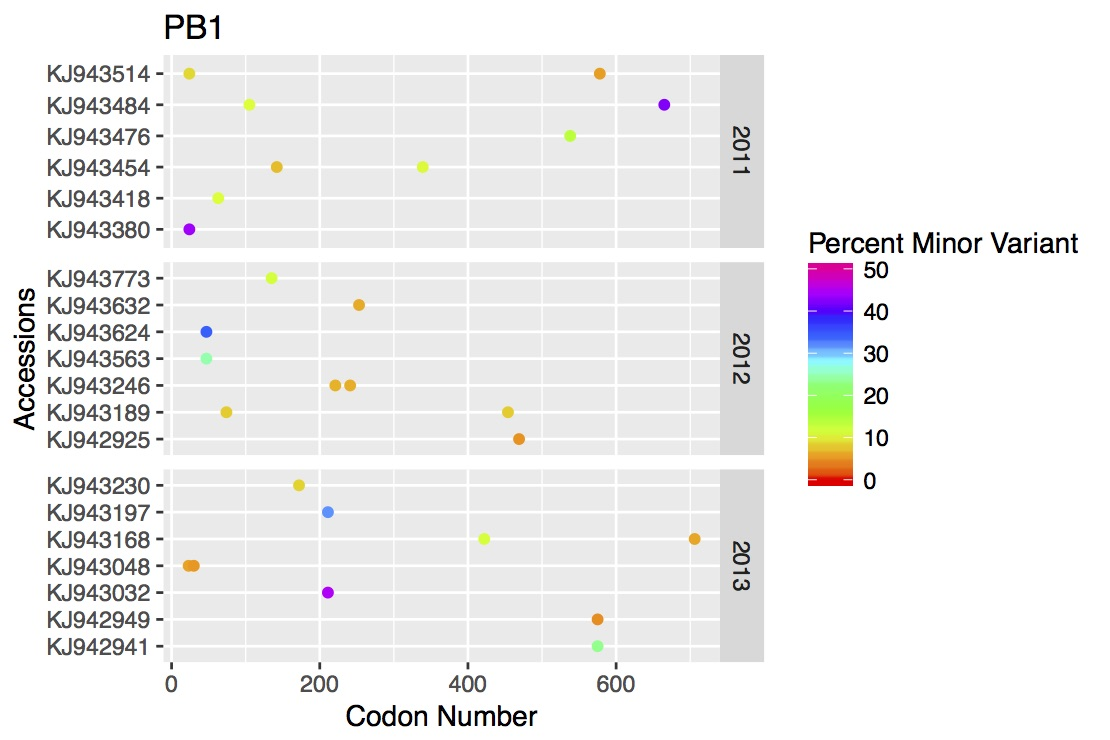 PB1
KJ943514
KJ943484
KJ943476
KJ943454
KJ943418
KJ943380
2011
KJ943773
KJ943632
KJ943624
KJ943563
KJ943246
KJ943189
KJ942925
2012
KJ943230
KJ943197
KJ943168
KJ943048
KJ943032
KJ942949
KJ942941
2013
Accessions
0 200 400 600
Codon Number
Percent Minor Variant
50
40
30
20
10
0